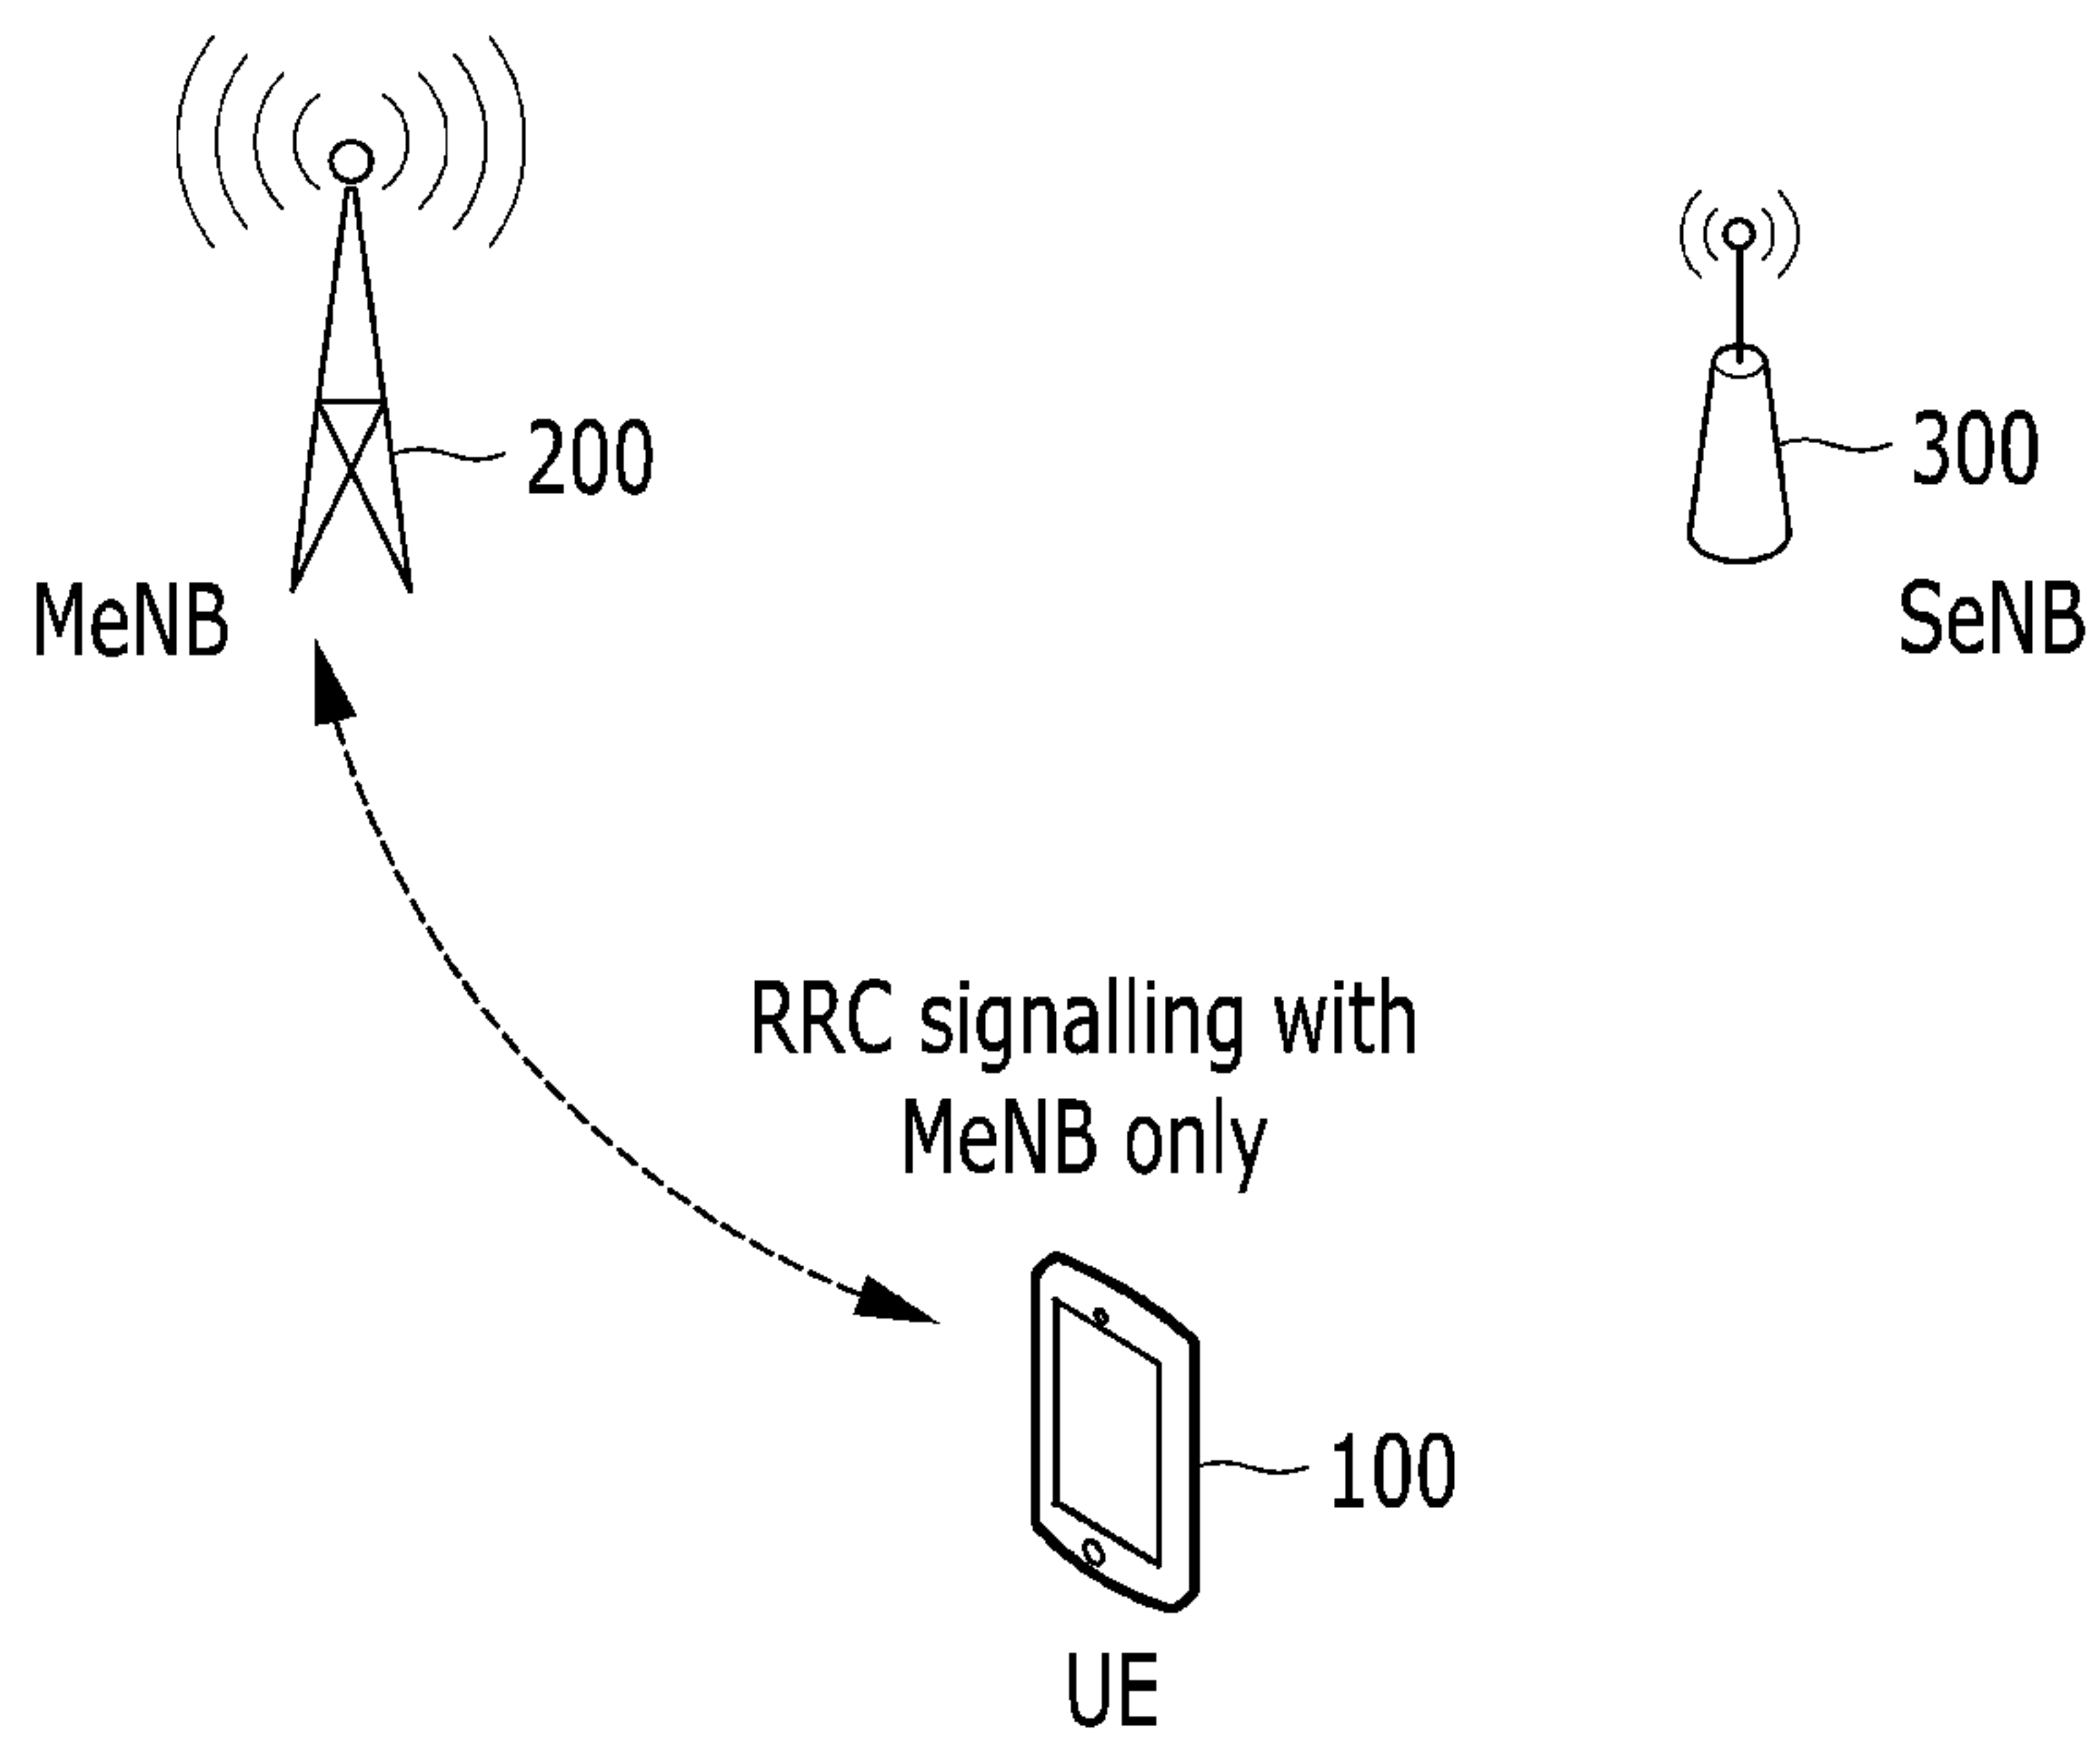 200
300
MeNB
SeNB
RRC signalling with
MeNB only
100
UE